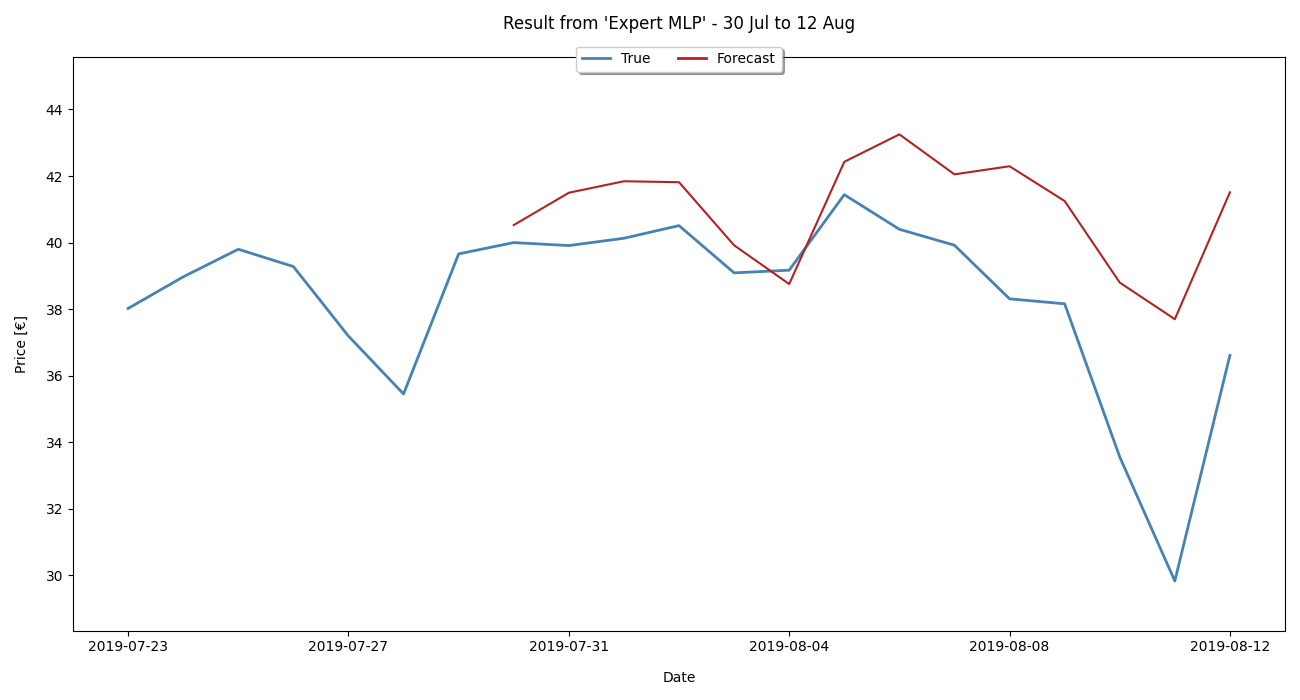 Result from 'Expert MLP' - 30 Jul to 12 Aug
True Forecast
44
42
40
38
36
34
32
30
Price [€]
2019-07-23 2019-07-27 2019-07-31 2019-08-04 2019-08-08 2019-08-12
Date